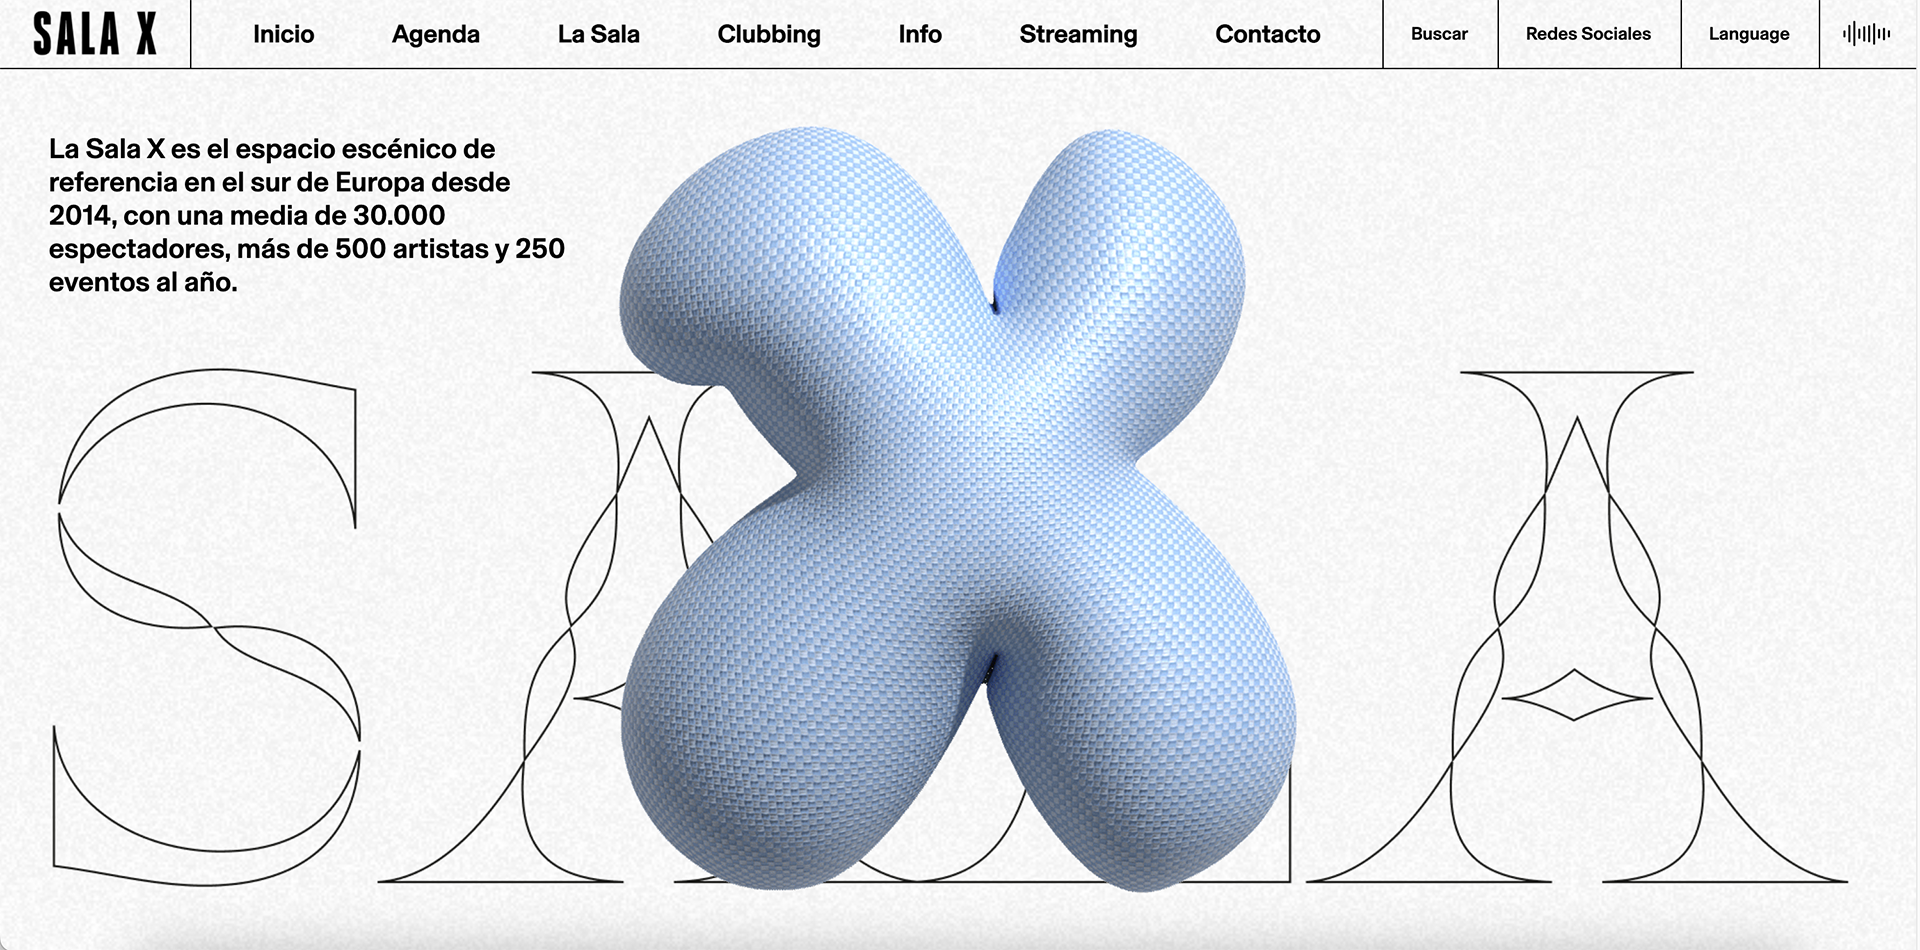 SALA X
Inicio
Agenda
La Sala
Clubbing
Info
Streaming
Contacto
Buscar
Redes Sociales
Language
La Sala X es el espacio escénico de
referencia en el sur de Europa desde
2014, con una media de 30.000
espectadores, más de 500 artistas y 250
eventos al año.
SALA
X